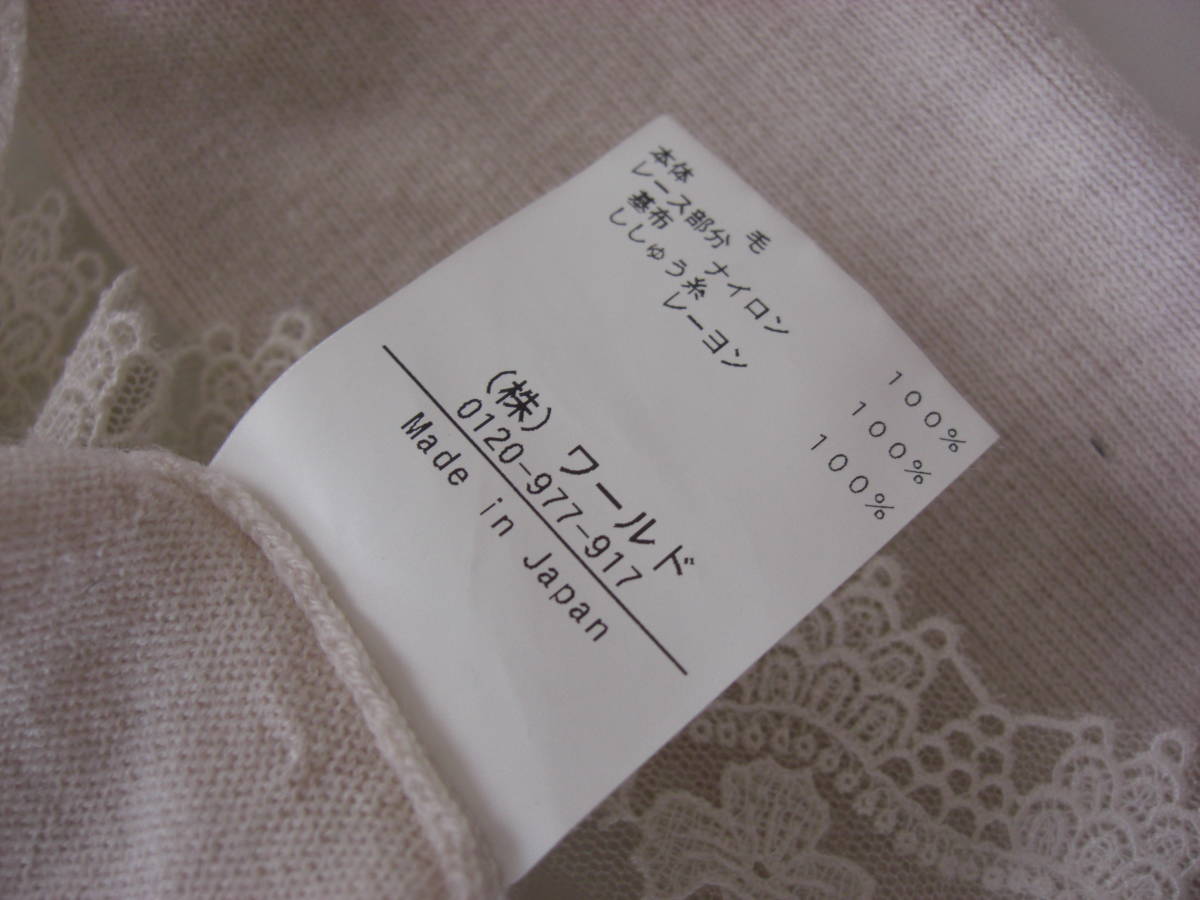 本体 毛 100%
レース部分
基布 ナイロン 100%
ししゅう糸 レーヨン 100%
(株)ワールド
0120-977-917
Made in Japan